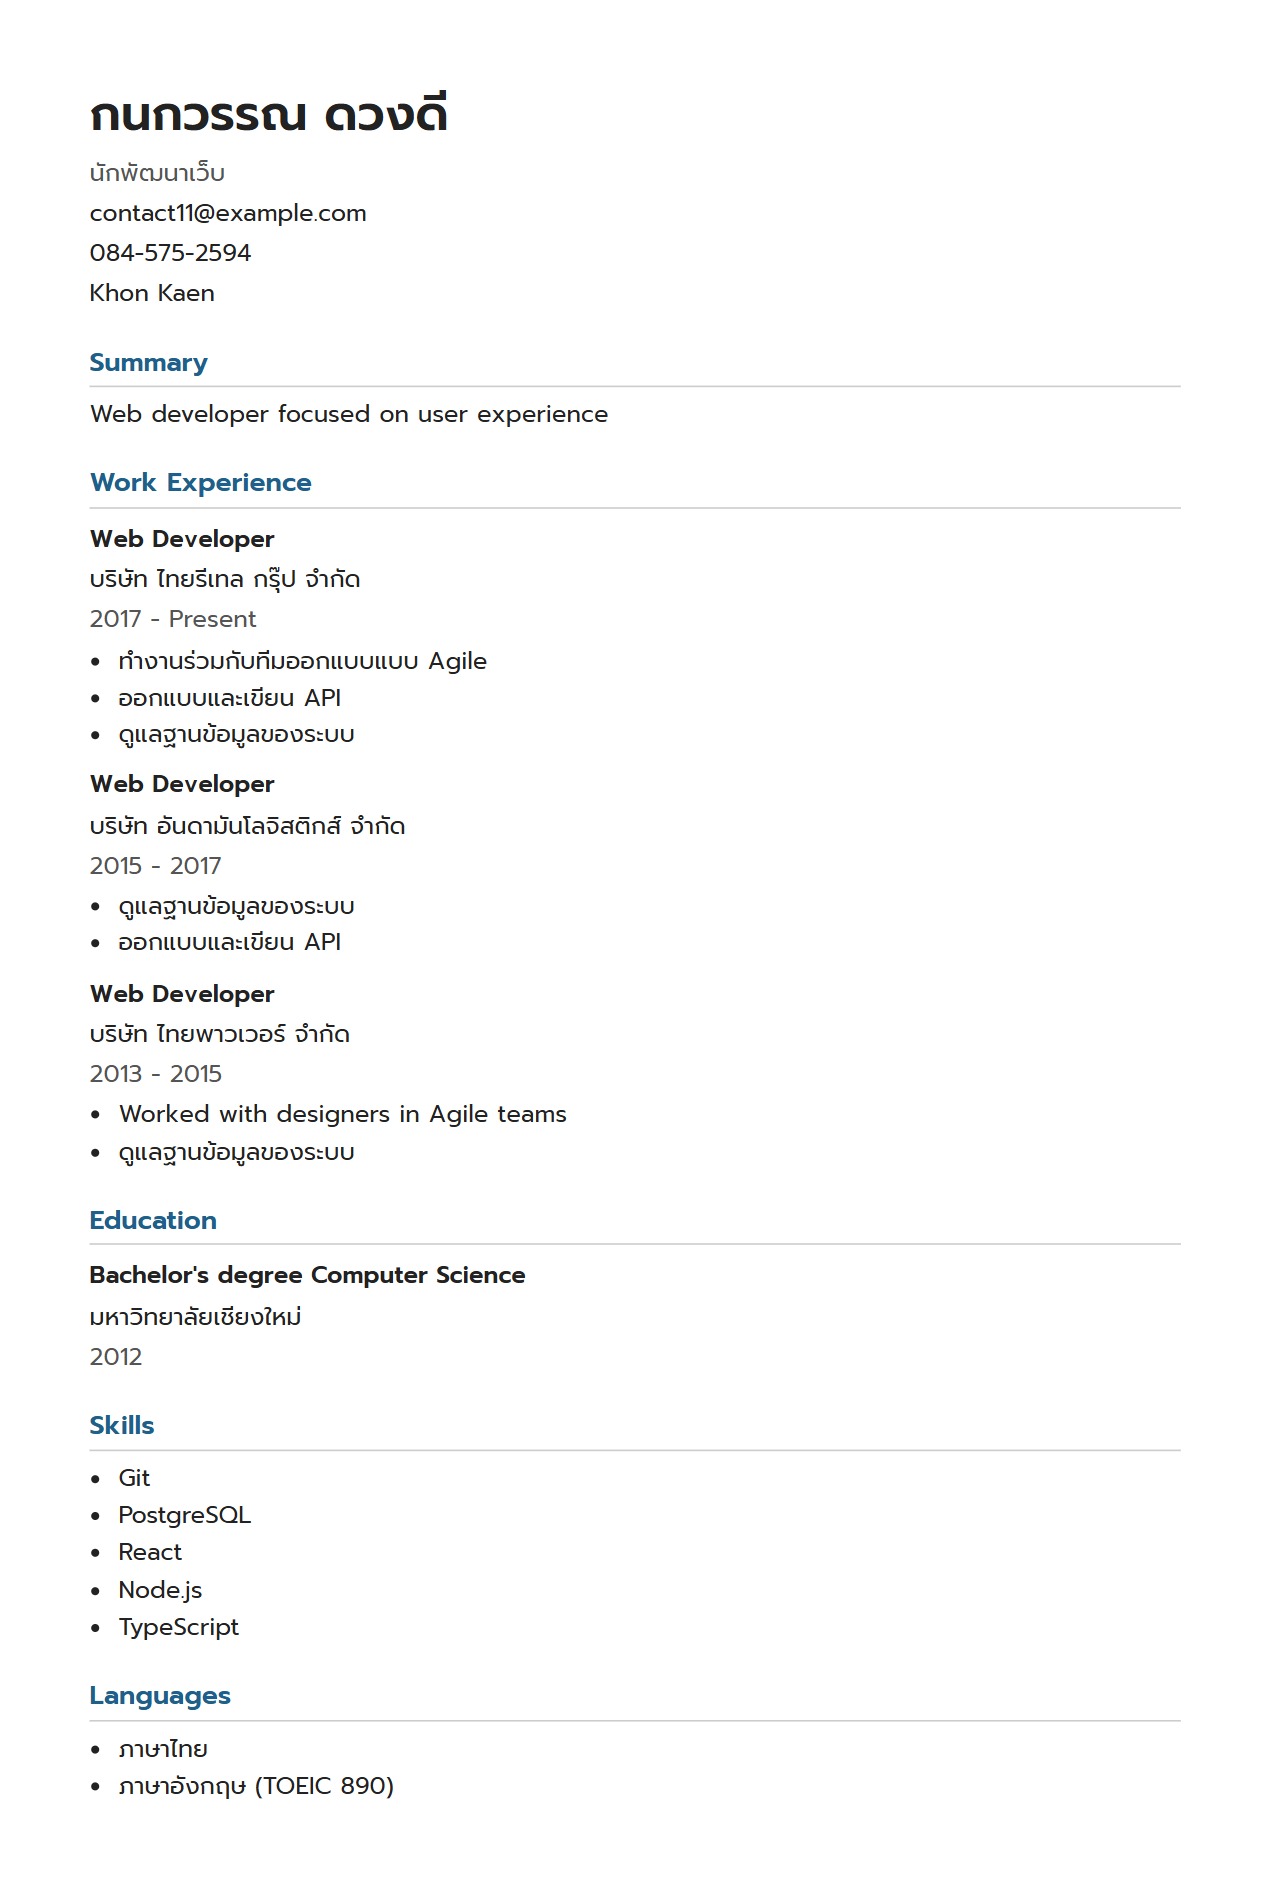 กนกวรรณ ดวงดี
นักพัฒนาเว็บ
contact11@example.com
084-575-2594
Khon Kaen
Summary
Web developer focused on user experience
Work Experience
Web Developer
บริษัท ไทยรีเทล กรุ๊ป จำกัด
2017 - Present
• ทำงานร่วมกับทีมออกแบบแบบ Agile
• ออกแบบและเขียน API
• ดูแลฐานข้อมูลของระบบ
Web Developer
บริษัท อันดามันโลจิสติกส์ จำกัด
2015 - 2017
• ดูแลฐานข้อมูลของระบบ
• ออกแบบและเขียน API
Web Developer
บริษัท ไทยพาวเวอร์ จำกัด
2013 - 2015
• Worked with designers in Agile teams
• ดูแลฐานข้อมูลของระบบ
Education
Bachelor's degree Computer Science
มหาวิทยาลัยเชียงใหม่
2012
Skills
• Git
• PostgreSQL
• React
• Node.js
• TypeScript
Languages
• ภาษาไทย
• ภาษาอังกฤษ (TOEIC 890)